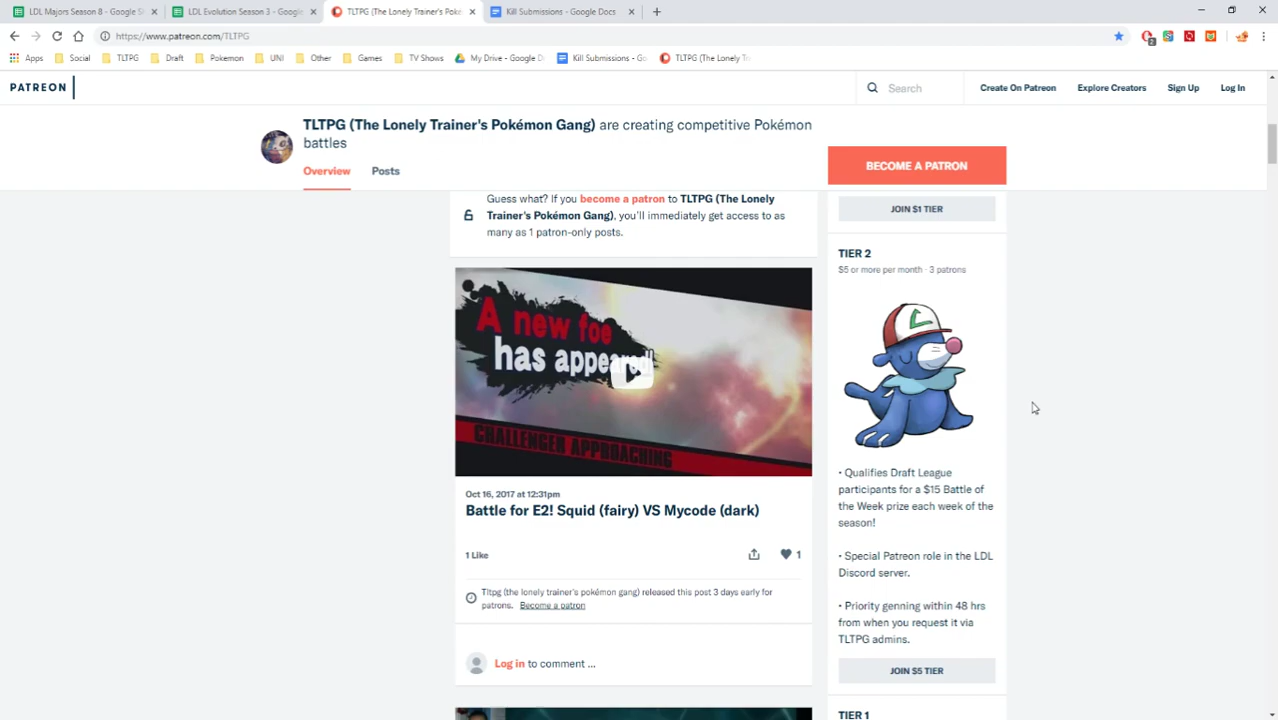 LDL Majors Season 8 - Google S
LDL Evolution Season 3 - Google
TLTPG (The Lonely Trainer's Poké
Kill Submissions - Google Docs
https://www.patreon.com/TLTPG
Apps
Social
TLTPG
Draft
Pokemon
UNI
Other
Games
TV Shows
My Drive - Google D
Kill Submissions - Go
TLTPG (The Lonely Tr
PATREON
Search
Create On Patreon
Explore Creators
Sign Up
Log In
TLTPG (The Lonely Trainer's Pokémon Gang) are creating competitive Pokémon
battles
Overview
Posts
BECOME A PATRON
Guess what? If you become a patron to TLTPG (The Lonely
Trainer's Pokémon Gang), you'll immediately get access to as
many as 1 patron-only posts.
A new foe
has appeared!
CHALLENGER APPROACHING
Oct 16, 2017 at 12:31pm
Battle for E2! Squid (fairy) VS Mycode (dark)
1 Like
1
Tltpg (the lonely trainer's pokémon gang) released this post 3 days early for
patrons. Become a patron
Log in to comment ...
JOIN $1 TIER
TIER 2
$5 or more per month · 3 patrons
• Qualifies Draft League
participants for a $15 Battle of
the Week prize each week of the
season!
• Special Patreon role in the LDL
Discord server.
• Priority genning within 48 hrs
from when you request it via
TLTPG admins.
JOIN $5 TIER
TIER 1